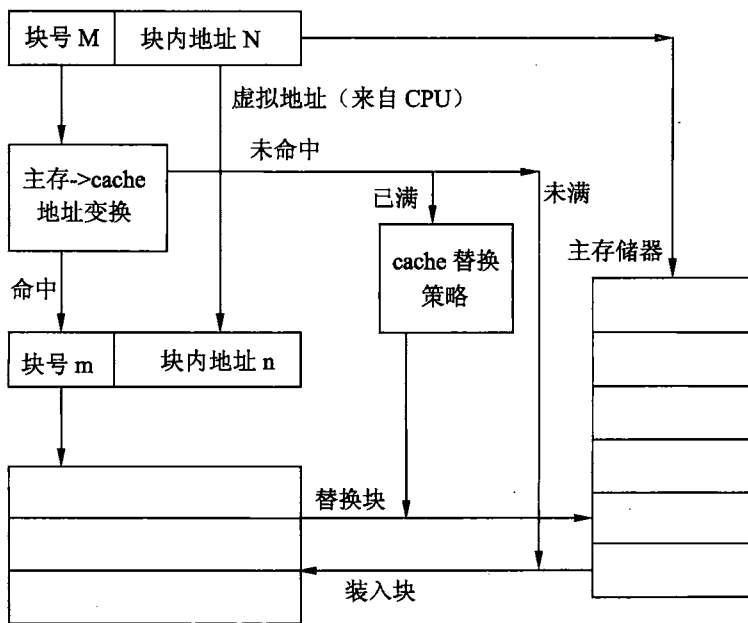 块号 M 块内地址 N
虚拟地址（来自 CPU）
未命中
主存->cache
地址变换
已满
未满
cache 替换
策略
主存储器
命中
块号 m 块内地址 n
替换块
装入块